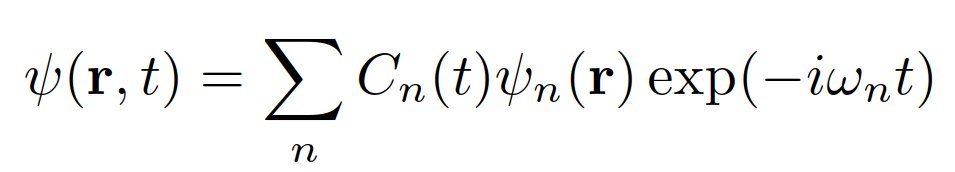 ψ(r, t) = ∑ₙ Cₙ(t)ψₙ(r) exp(−iωₙt)